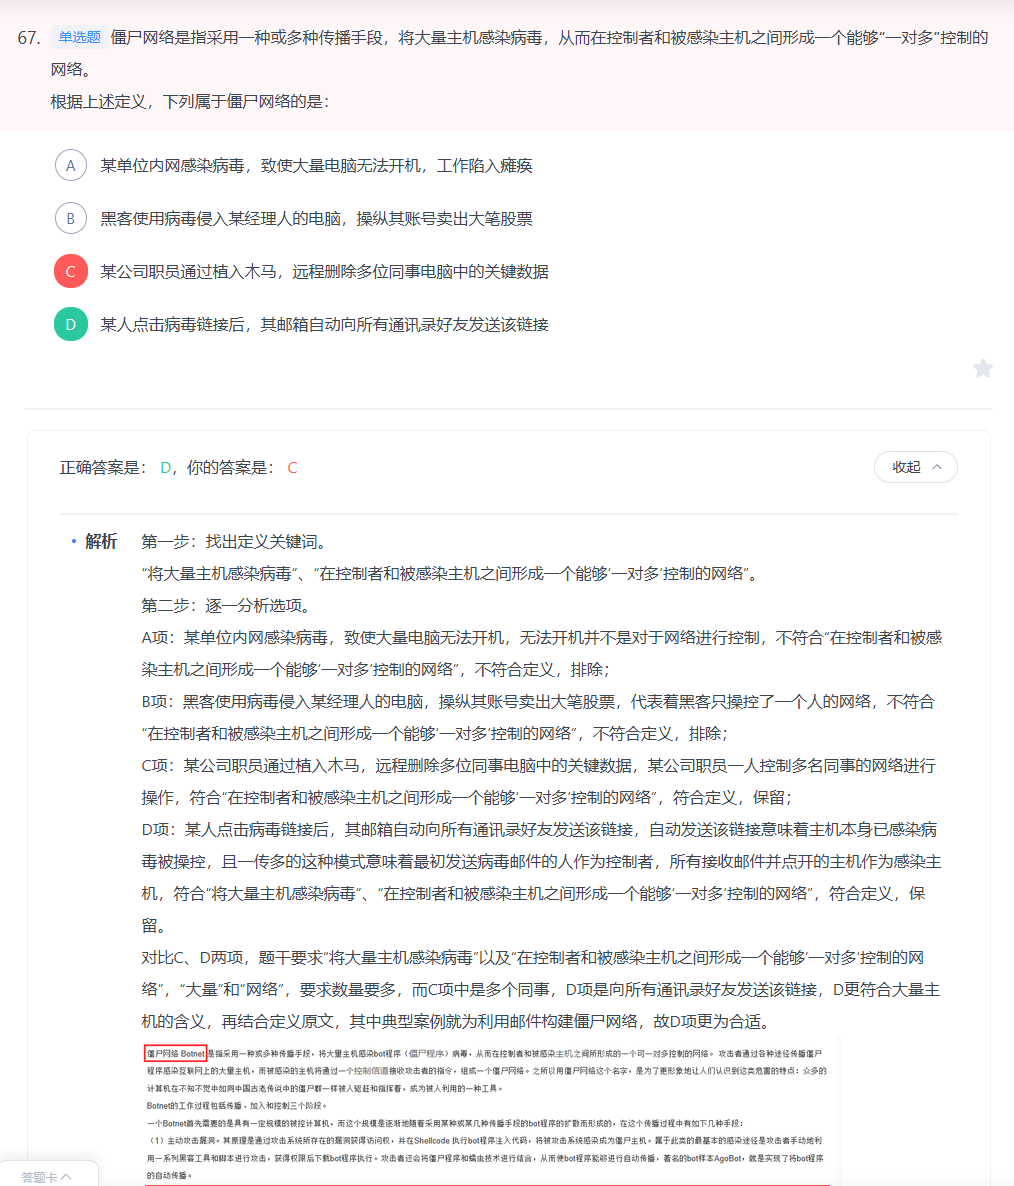 67. 单选题 僵尸网络是指采用一种或多种传播手段，将大量主机感染病毒，从而在控制者和被感染主机之间形成一个能够“一对多”控制的
网络。
根据上述定义，下列属于僵尸网络的是：
A 某单位内网感染病毒，致使大量电脑无法开机，工作陷入瘫痪
B 黑客使用病毒侵入某经理人的电脑，操纵其账号卖出大笔股票
C 某公司职员通过植入木马，远程删除多位同事电脑中的关键数据
D 某人点击病毒链接后，其邮箱自动向所有通讯录好友发送该链接
正确答案是： D，你的答案是： C
收起
解析 第一步：找出定义关键词。
“将大量主机感染病毒”、“在控制者和被感染主机之间形成一个能够‘一对多’控制的网络”。
第二步：逐一分析选项。
A项：某单位内网感染病毒，致使大量电脑无法开机，无法开机并不是对于网络进行控制，不符合“在控制者和被感
染主机之间形成一个能够‘一对多’控制的网络”，不符合定义，排除；
B项：黑客使用病毒侵入某经理人的电脑，操纵其账号卖出大笔股票，代表着黑客只操控了一个人的网络，不符合
“在控制者和被感染主机之间形成一个能够‘一对多’控制的网络”，不符合定义，排除；
C项：某公司职员通过植入木马，远程删除多位同事电脑中的关键数据，某公司职员一人控制多名同事的网络进行
操作，符合“在控制者和被感染主机之间形成一个能够‘一对多’控制的网络”，符合定义，保留；
D项：某人点击病毒链接后，其邮箱自动向所有通讯录好友发送该链接，自动发送该链接意味着主机本身已感染病
毒被操控，且一传多的这种模式意味着最初发送病毒邮件的人作为控制者，所有接收邮件并点开的主机作为感染主
机，符合“将大量主机感染病毒”、“在控制者和被感染主机之间形成一个能够‘一对多’控制的网络”，符合定义，保
留。
对比C、D两项，题干要求“将大量主机感染病毒”以及“在控制者和被感染主机之间形成一个能够‘一对多’控制的网
络”，“大量”和“网络”，要求数量要多，而C项中是多个同事，D项是向所有通讯录好友发送该链接，D更符合大量主
机的含义，再结合定义原文，其中典型案例就为利用邮件构建僵尸网络，故D项更为合适。
僵尸网络 Botnet 是指采用一种或多种传播手段，将大量主机感染bot程序（僵尸程序）病毒，从而在控制者和被感染主机之间所形成的一个可一对多控制的网络。 攻击者通过各种途径传播僵尸
程序感染互联网上的大量主机，而被感染的主机将通过一个控制信道接收攻击者的指令，组成一个僵尸网络。之所以用僵尸网络这个名字，是为了更形象地让人们认识到这类危害的特点：众多的
计算机在不知不觉中如同中国古老传说中的僵尸群一样被人驱赶和指挥着，成为被人利用的一种工具。
Botnet的工作过程包括传播、加入和控制三个阶段。
一个Botnet首先需要的是具有一定规模的被控计算机，而这个规模是逐渐地随着采用某种或某几种传播手段的bot程序的扩散而形成的，在这个传播过程中有如下几种手段：
（1）主动攻击漏洞。其原理是通过攻击系统所存在的漏洞获得访问权，并在Shellcode 执行bot程序注入代码，将被攻击系统感染成为僵尸主机。属于此类的最基本的感染途径是攻击者手动地利
用一系列黑客工具和脚本进行攻击，获得权限后下载bot程序执行。攻击者还会将僵尸程序和蠕虫技术进行结合，从而使bot程序能够进行自动传播，著名的bot样本AgoBot，就是实现了将bot程序
的自动传播。
答题卡